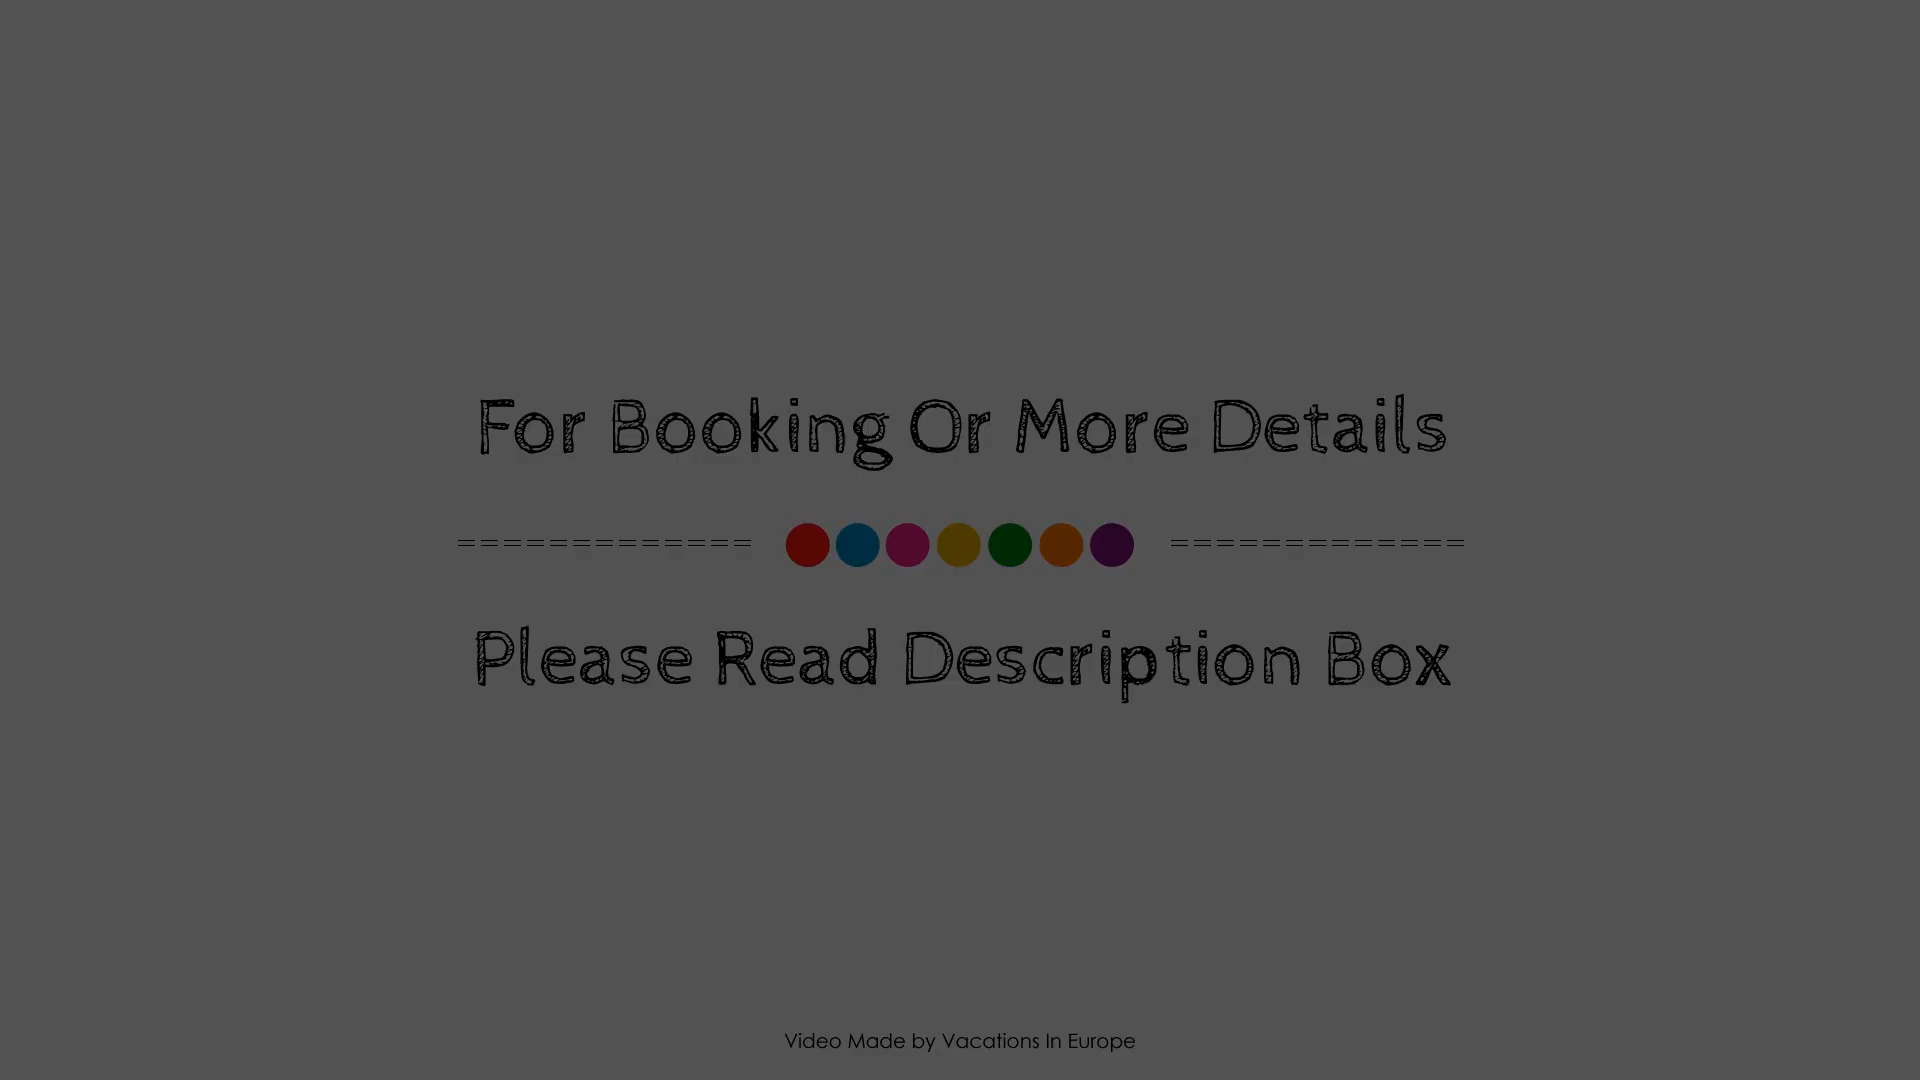 For Booking Or More Details
============= =============
Please Read Description Box
Video Made by Vacations In Europe